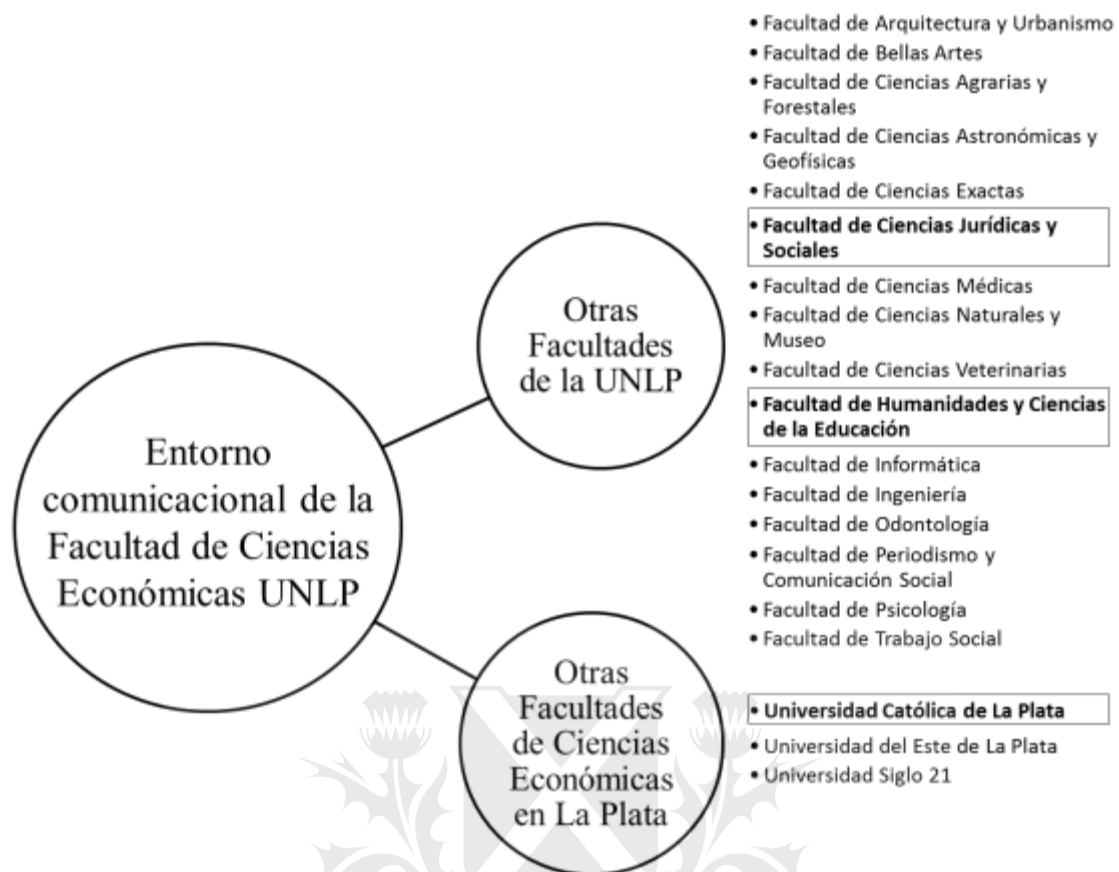 • Facultad de Arquitectura y Urbanismo
• Facultad de Bellas Artes
• Facultad de Ciencias Agrarias y
Forestales
• Facultad de Ciencias Astronómicas y
Geofísicas
• Facultad de Ciencias Exactas
• Facultad de Ciencias Jurídicas y
Sociales
• Facultad de Ciencias Médicas
• Facultad de Ciencias Naturales y
Museo
• Facultad de Ciencias Veterinarias
• Facultad de Humanidades y Ciencias
de la Educación
• Facultad de Informática
• Facultad de Ingeniería
• Facultad de Odontología
• Facultad de Periodismo y
Comunicación Social
• Facultad de Psicología
• Facultad de Trabajo Social
Otras
Facultades
de la UNLP
Entorno
comunicacional de la
Facultad de Ciencias
Económicas UNLP
Otras
Facultades
de Ciencias
Económicas
en La Plata
• Universidad Católica de La Plata
• Universidad del Este de La Plata
• Universidad Siglo 21